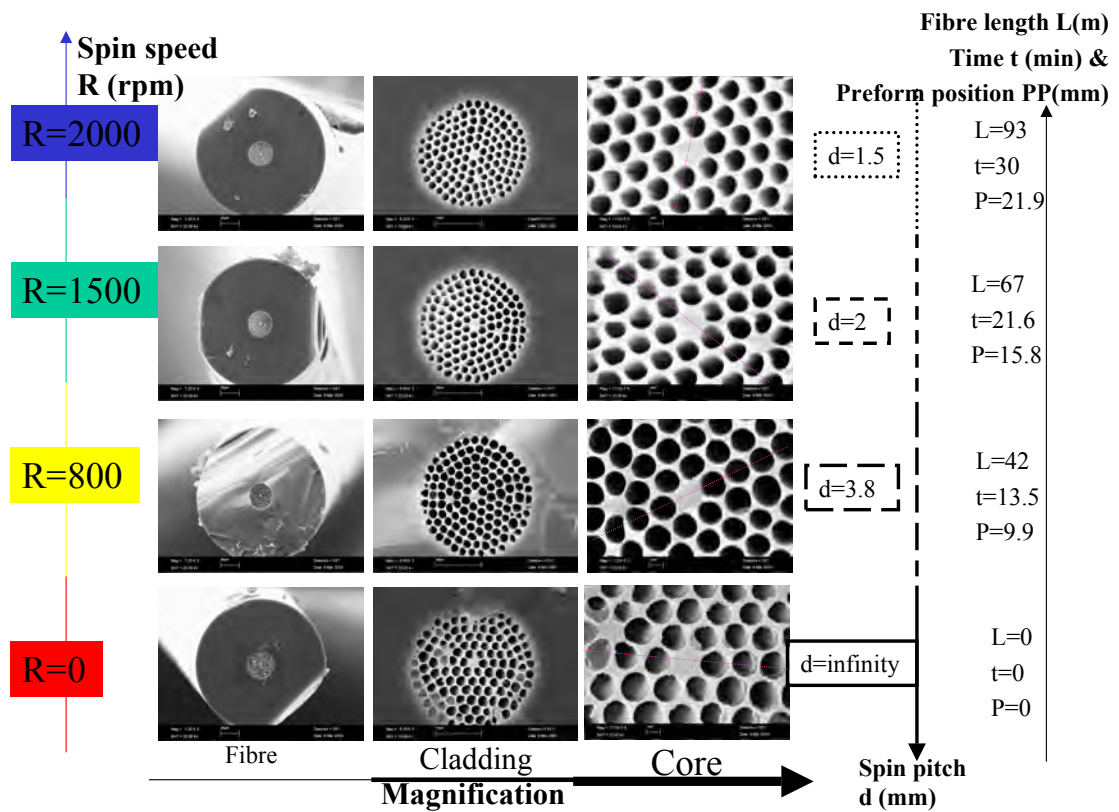 Fibre length L(m)
Spin speed
Time t (min) &
R (rpm)
Preform position PP(mm)
R=2000
d=1.5
L=93
t=30
P=21.9
R=1500
d=2
L=67
t=21.6
P=15.8
R=800
d=3.8
L=42
t=13.5
P=9.9
R=0
d=infinity
L=0
t=0
P=0
Fibre
Cladding
Core
Magnification
Spin pitch
d (mm)